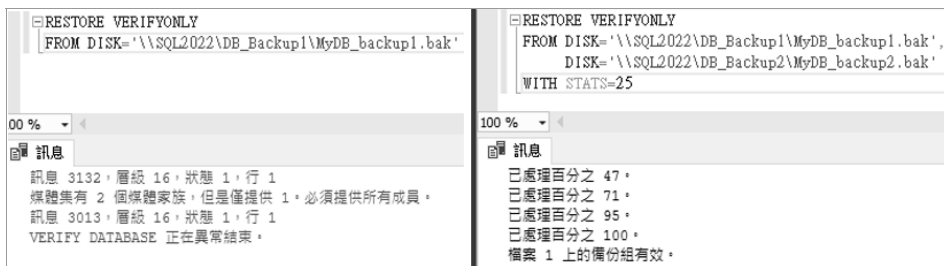 RESTORE VERIFYONLY
FROM DISK='\\SQL2022\DB_Backup1\MyDB_backup1.bak'
00 %
訊息
訊息 3132，層級 16，狀態 1，行 1
媒體集有 2 個媒體家族，但是僅提供 1。必須提供所有成員。
訊息 3013，層級 16，狀態 1，行 1
VERIFY DATABASE 正在異常結束。
RESTORE VERIFYONLY
FROM DISK='\\SQL2022\DB_Backup1\MyDB_backup1.bak',
DISK='\\SQL2022\DB_Backup2\MyDB_backup2.bak'
WITH STATS=25
100 %
訊息
已處理百分之 47。
已處理百分之 71。
已處理百分之 95。
已處理百分之 100。
檔案 1 上的備份組有效。